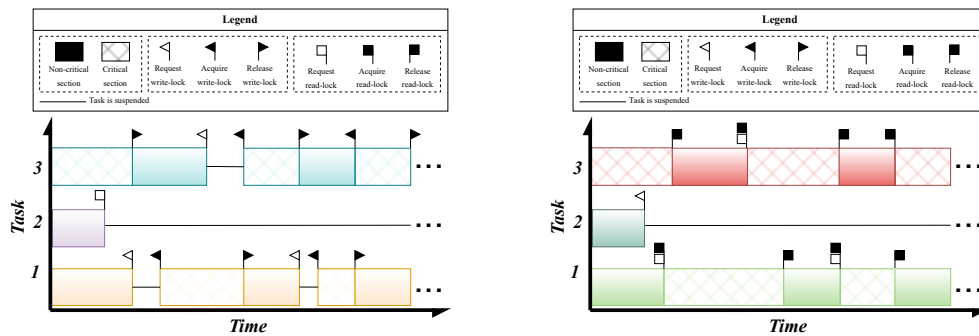 Legend
Non-critical section
Critical section
Request write-lock
Acquire write-lock
Release write-lock
Request read-lock
Acquire read-lock
Release read-lock
Task is suspended
Task
3
2
1
Time
Legend
Non-critical section
Critical section
Request write-lock
Acquire write-lock
Release write-lock
Request read-lock
Acquire read-lock
Release read-lock
Task is suspended
Task
3
2
1
Time